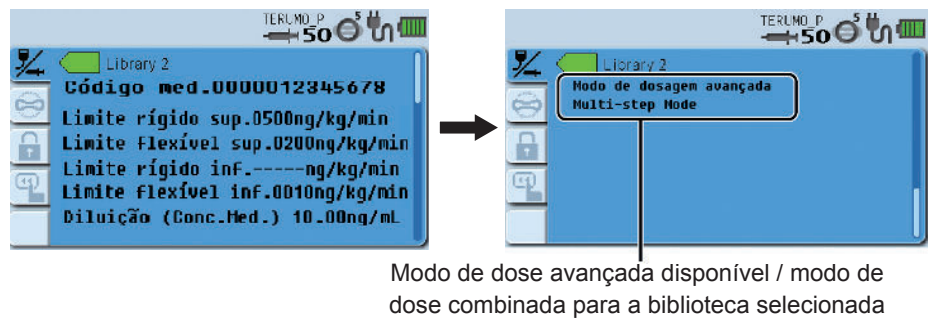 TERUMO_P
50
5
Library 2
Código med.0000012345678
Limite rígido sup.0500ng/kg/min
Limite flexível sup.0200ng/kg/min
Limite rígido inf.-----ng/kg/min
Limite flexível inf.0010ng/kg/min
Diluição (Conc.Med.) 10.00ng/mL
TERUMO_P
50
5
Library 2
Modo de dosagem avançada
Multi-step Mode
Modo de dose avançada disponível / modo de
dose combinada para a biblioteca selecionada